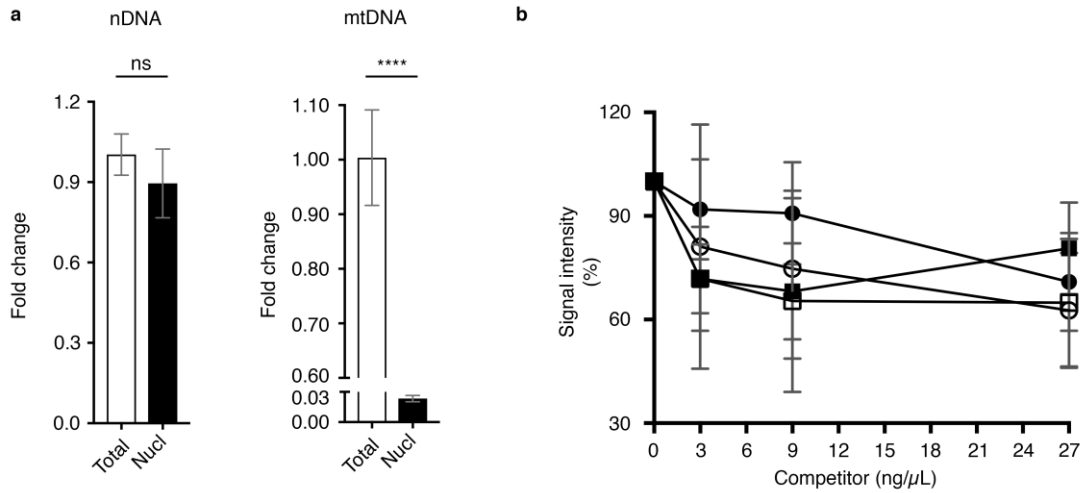 a
nDNA
mtDNA
ns
****
Fold change
1.2
0.9
0.6
0.3
0.0
Total
Nucl
Fold change
1.10
1.00
0.90
0.80
0.70
0.60
0.03
0.00
Total
Nucl
b
Signal intensity
(%)
120
90
60
30
0 3 6 9 12 15 18 21 24 27
Competitor (ng/µL)